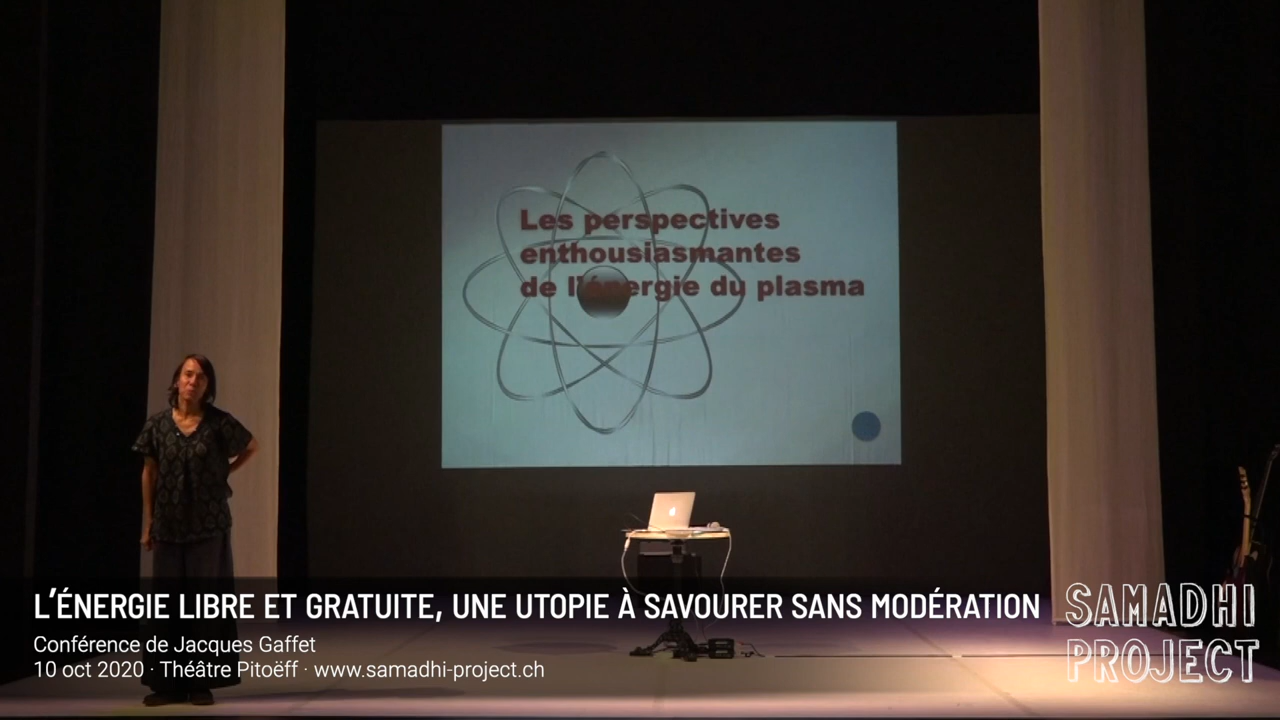 Les perspectives
enthousiasmantes
de l'énergie du plasma
L'ÉNERGIE LIBRE ET GRATUITE, UNE UTOPIE À SAVOURER SANS MODÉRATION
Conférence de Jacques Gaffet
10 oct 2020 · Théâtre Pitoëff · www.samadhi-project.ch
SAMADHI
PROJECT